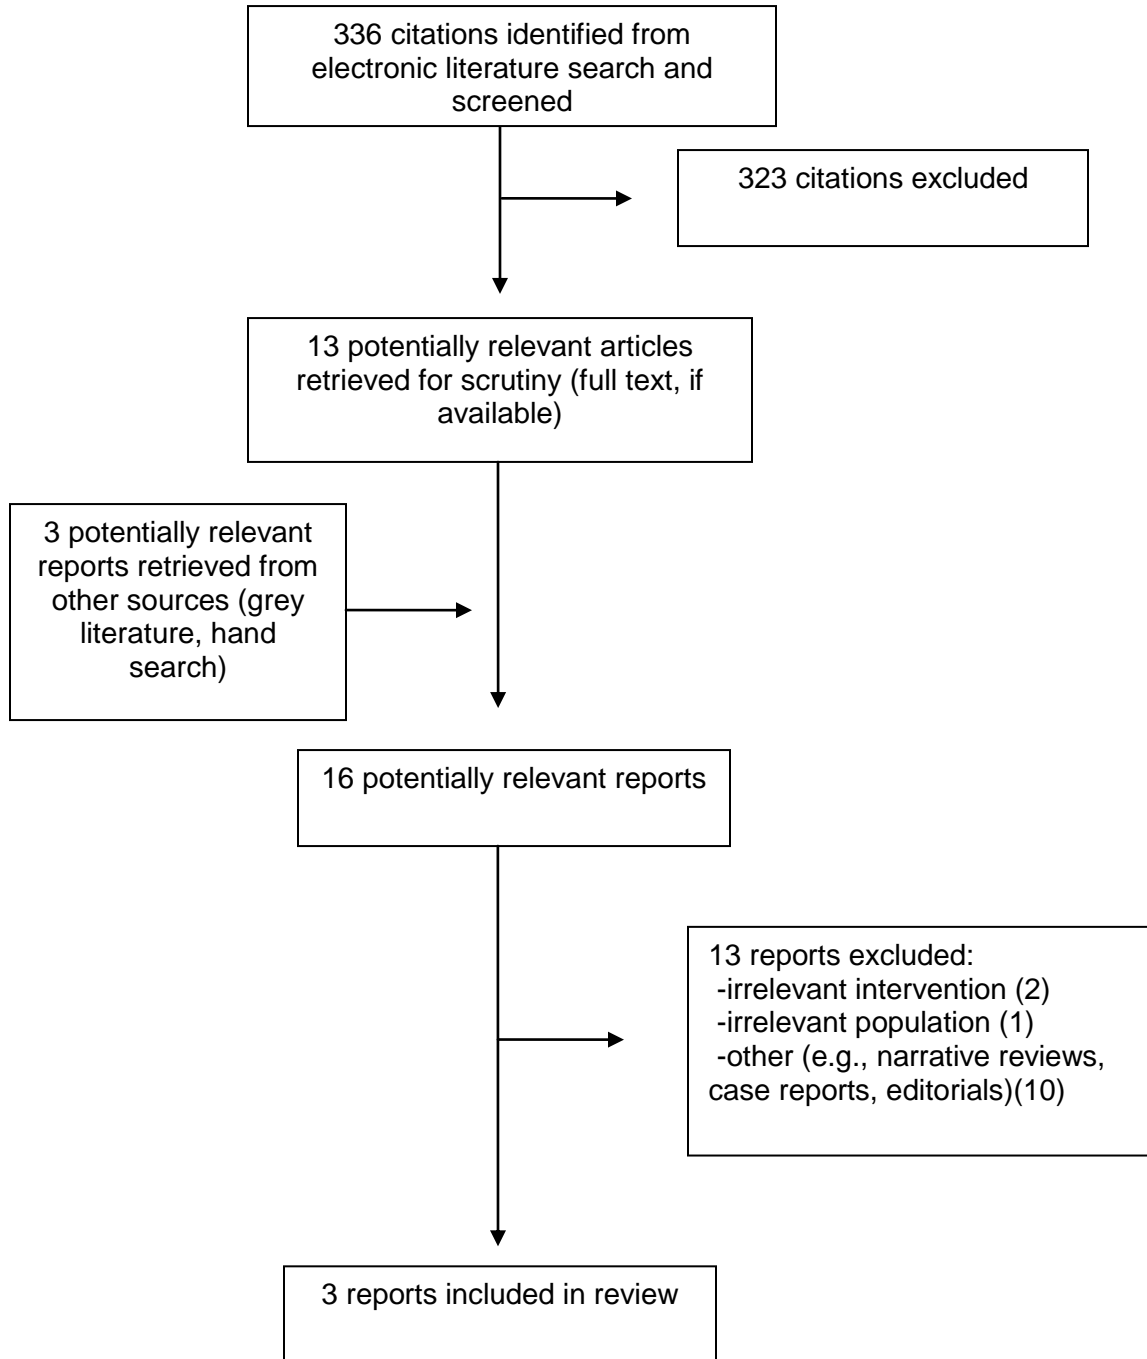 336 citations identified from
electronic literature search and
screened
323 citations excluded
13 potentially relevant articles
retrieved for scrutiny (full text, if
available)
3 potentially relevant
reports retrieved from
other sources (grey
literature, hand
search)
16 potentially relevant reports
13 reports excluded:
-irrelevant intervention (2)
-irrelevant population (1)
-other (e.g., narrative reviews,
case reports, editorials)(10)
3 reports included in review